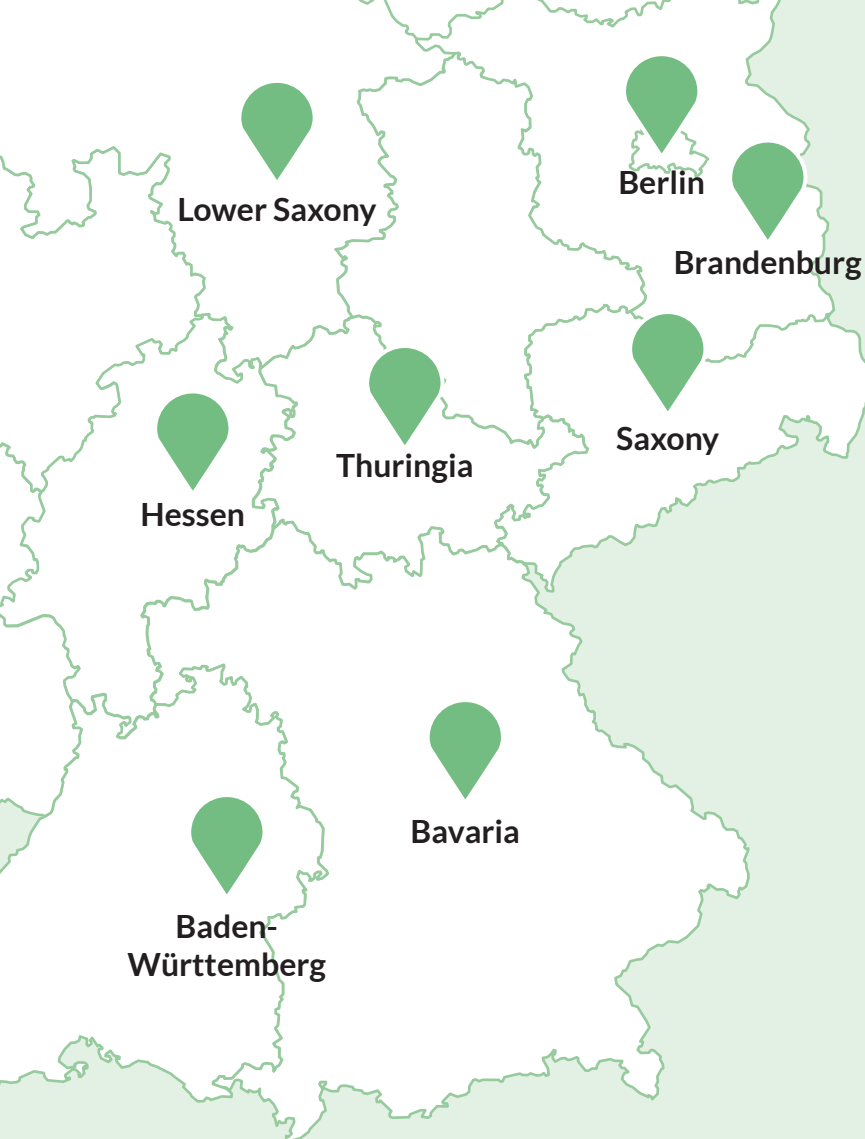 Berlin
Lower Saxony
Brandenburg
Saxony
Thuringia
Hessen
Bavaria
Baden-
Württemberg